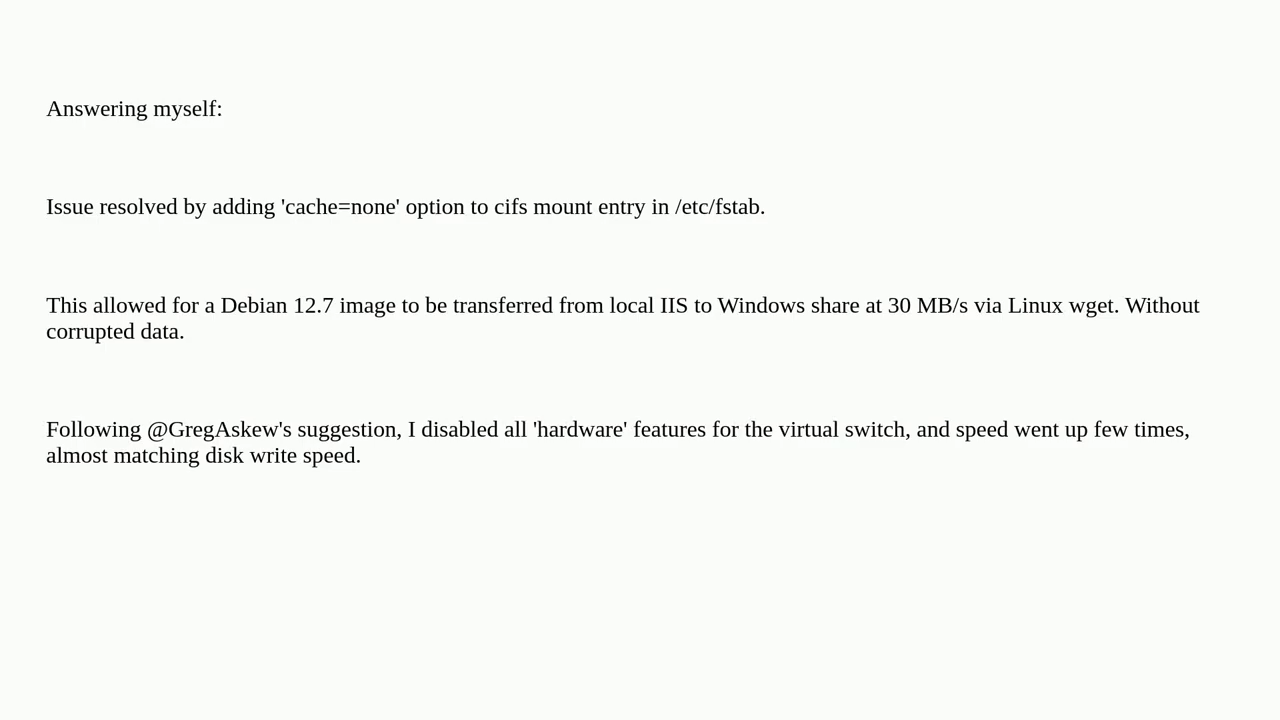 Answering myself:
Issue resolved by adding 'cache=none' option to cifs mount entry in /etc/fstab.
This allowed for a Debian 12.7 image to be transferred from local IIS to Windows share at 30 MB/s via Linux wget. Without
corrupted data.
Following @GregAskew's suggestion, I disabled all 'hardware' features for the virtual switch, and speed went up few times,
almost matching disk write speed.